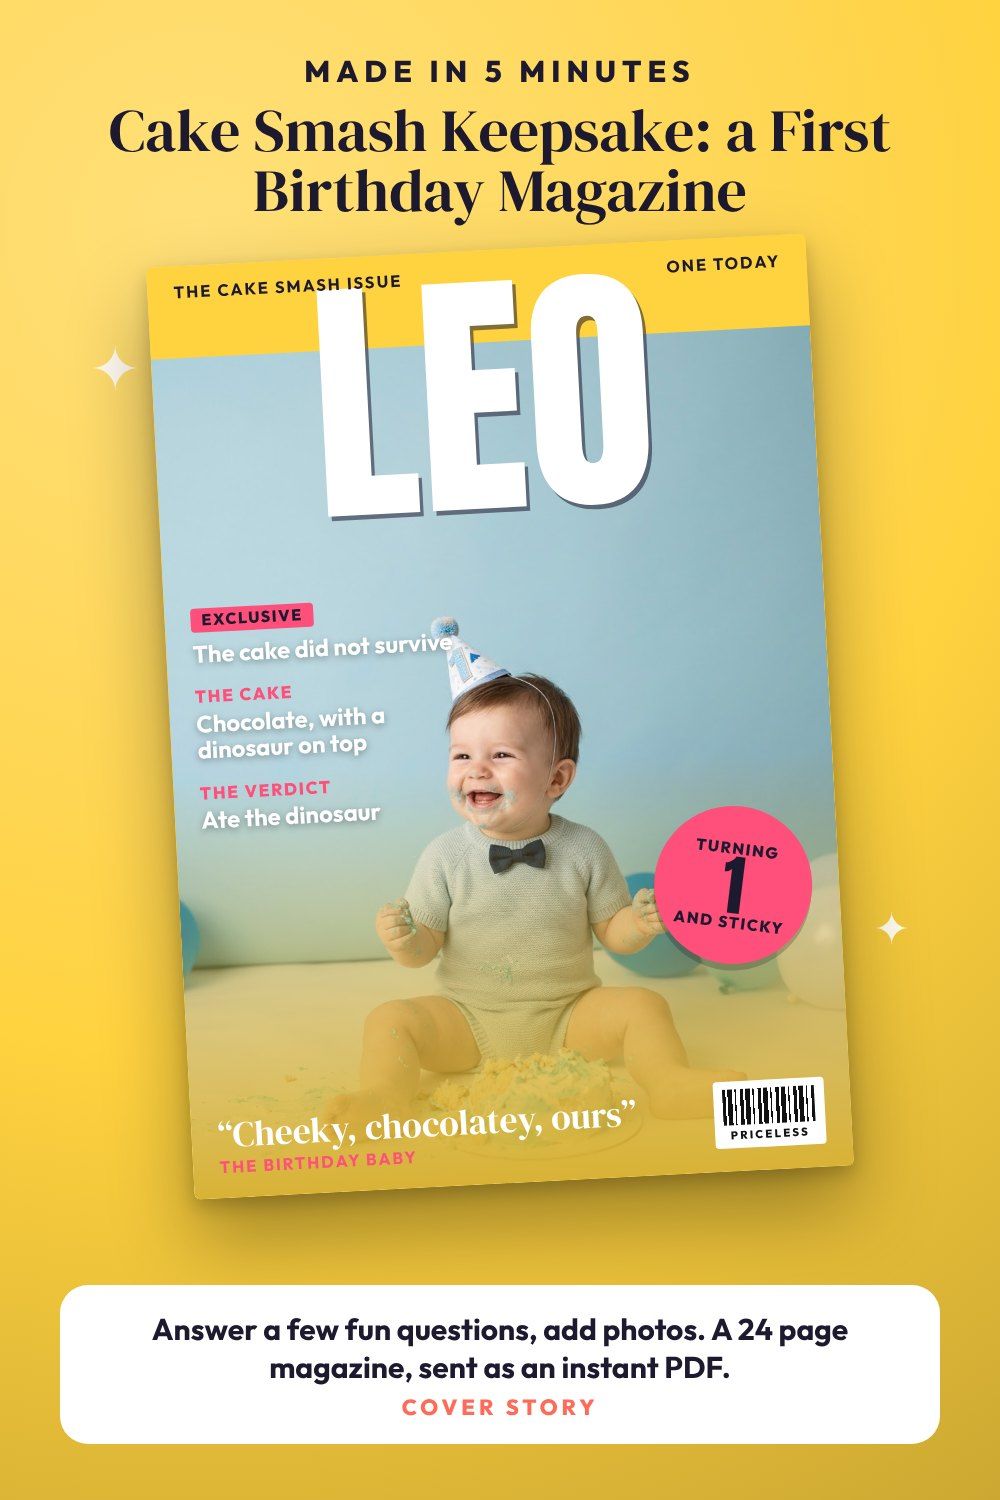 MADE IN 5 MINUTES
Cake Smash Keepsake: a First
Birthday Magazine
THE CAKE SMASH ISSUE
ONE TODAY
LEO
EXCLUSIVE
The cake did not survive
THE CAKE
Chocolate, with a
dinosaur on top
THE VERDICT
Ate the dinosaur
TURNING
1
AND STICKY
“Cheeky, chocolatey, ours”
THE BIRTHDAY BABY
PRICELESS
Answer a few fun questions, add photos. A 24 page
magazine, sent as an instant PDF.
COVER STORY